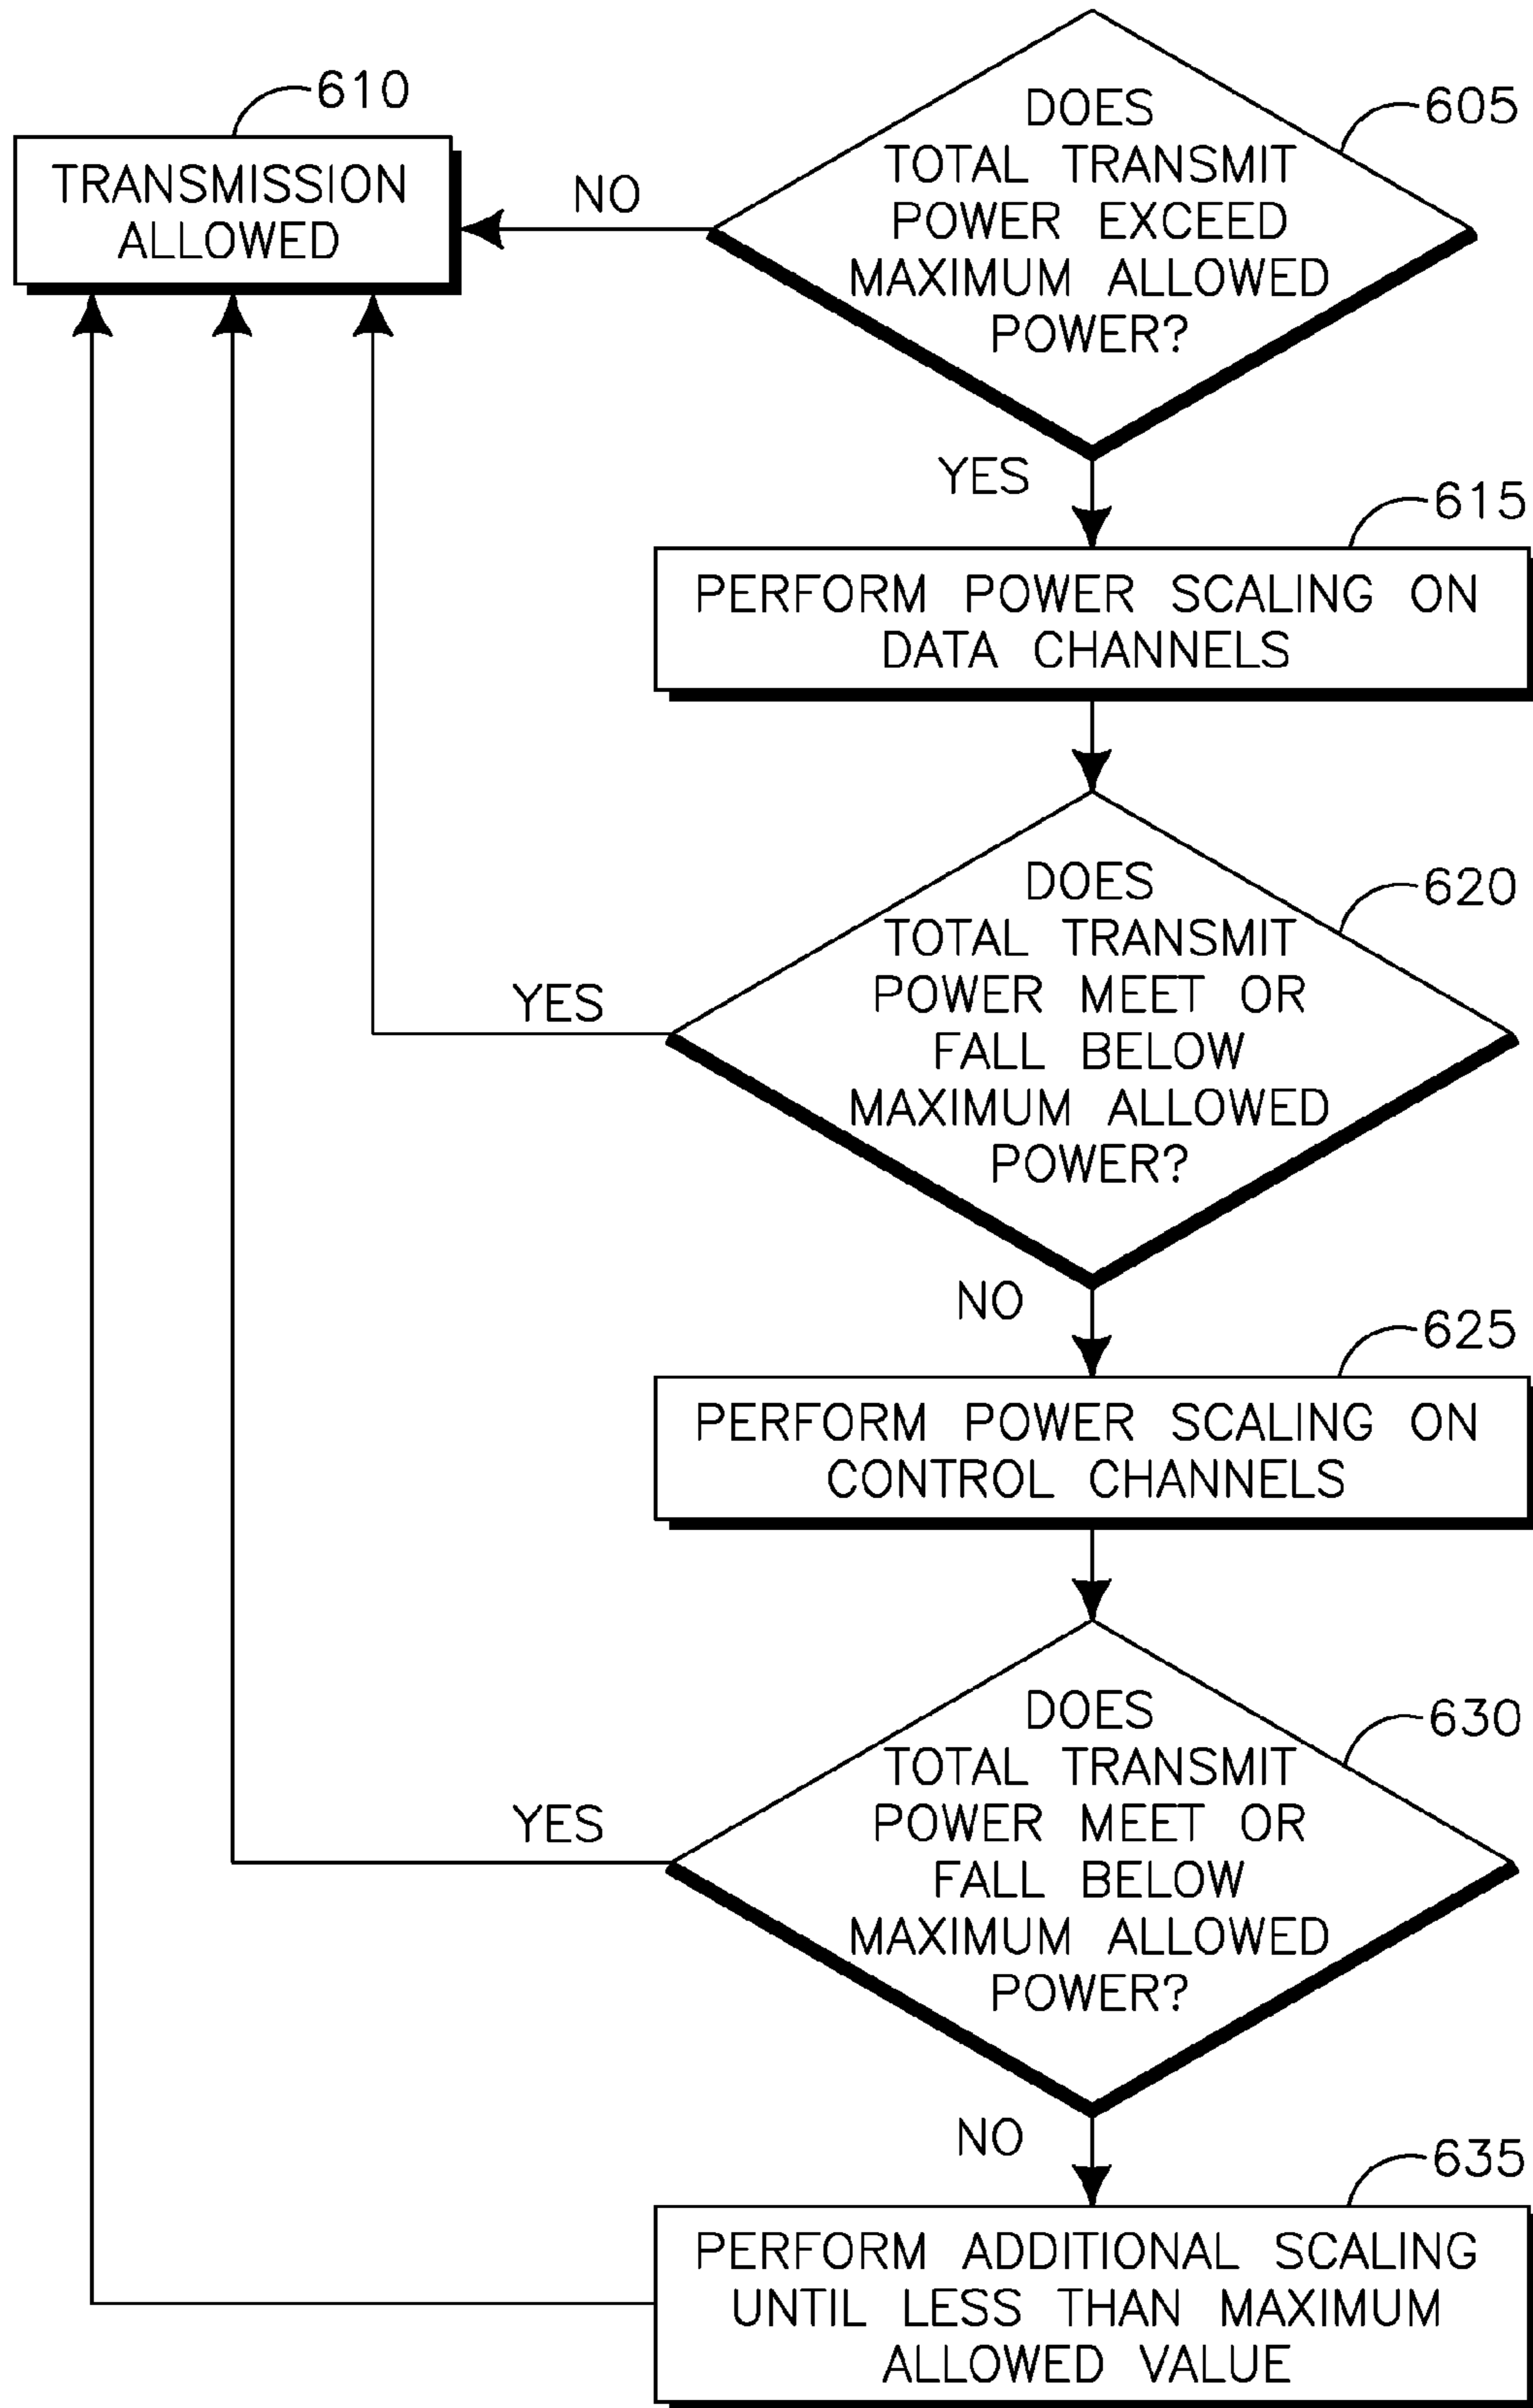 610
TRANSMISSION
ALLOWED
NO
DOES
TOTAL TRANSMIT
POWER EXCEED
MAXIMUM ALLOWED
POWER?
605
YES
615
PERFORM POWER SCALING ON
DATA CHANNELS
DOES
TOTAL TRANSMIT
POWER MEET OR
FALL BELOW
MAXIMUM ALLOWED
POWER?
620
YES
NO
625
PERFORM POWER SCALING ON
CONTROL CHANNELS
DOES
TOTAL TRANSMIT
POWER MEET OR
FALL BELOW
MAXIMUM ALLOWED
POWER?
630
YES
NO
635
PERFORM ADDITIONAL SCALING
UNTIL LESS THAN MAXIMUM
ALLOWED VALUE